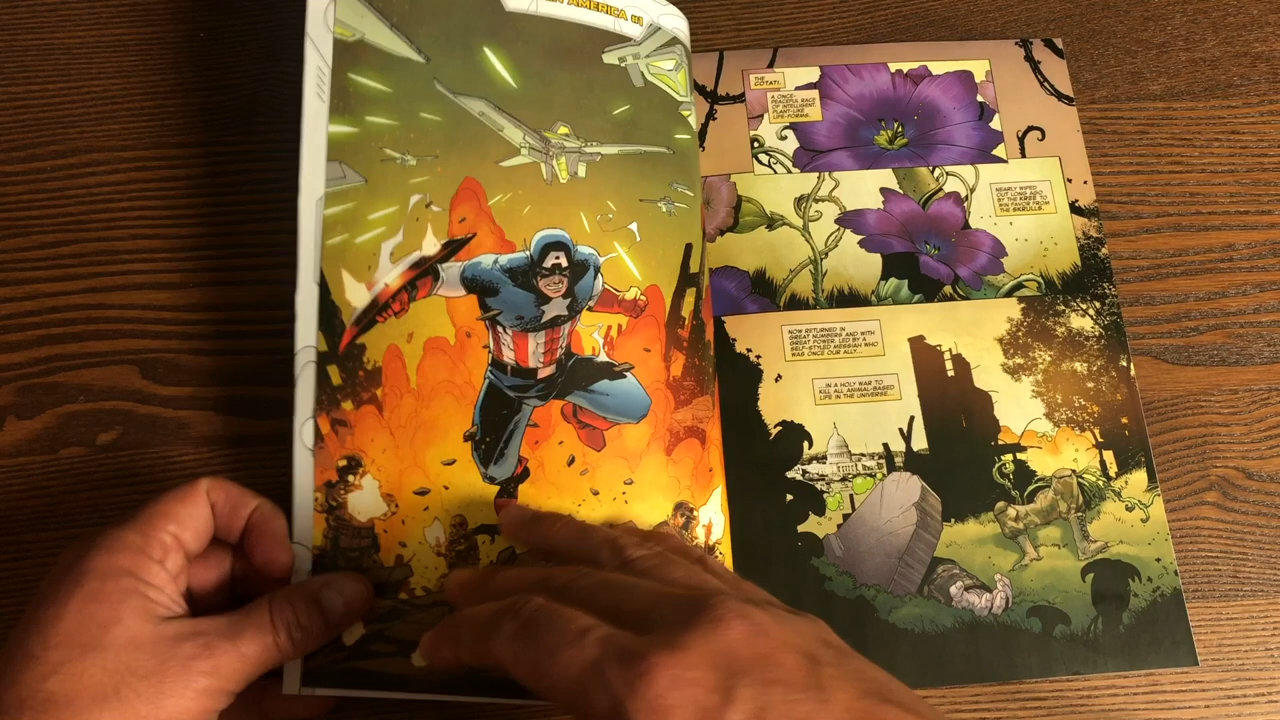 AMERICA #1
THE
COTATI.
A ONCE-
PEACEFUL RACE
OF INTELLIGENT,
PLANT-LIKE
LIFE-FORMS.
NEARLY WIPED
OUT LONG AGO
BY THE KREE TO
WIN FAVOR FROM
THE SKRULLS.
NOW RETURNED IN
GREAT NUMBERS AND WITH
GREAT POWER, LED BY A
SELF-STYLED MESSIAH WHO
WAS ONCE OUR ALLY...
...IN A HOLY WAR TO
KILL ALL ANIMAL-BASED
LIFE IN THE UNIVERSE...